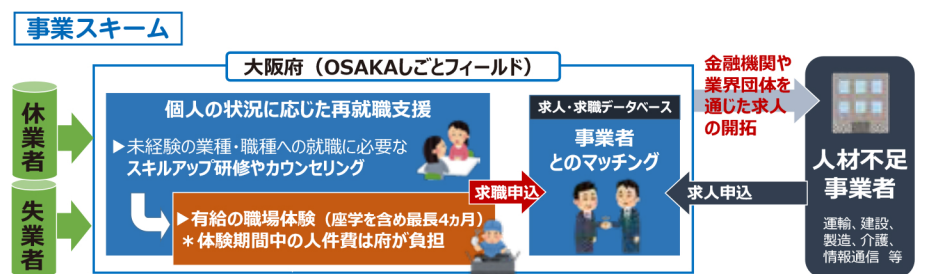 事業スキーム
大阪府（OSAKAしごとフィールド）
休業者
失業者
個人の状況に応じた再就職支援
▶未経験の業種・職種への就職に必要な
スキルアップ研修やカウンセリング
▶有給の職場体験（座学を含め最長4ヵ月）
＊体験期間中の人件費は府が負担
求職申込
求人・求職データベース
事業者
とのマッチング
金融機関や
業界団体を
通じた求人
の開拓
求人申込
人材不足
事業者
運輸、建設、
製造、介護、
情報通信 等